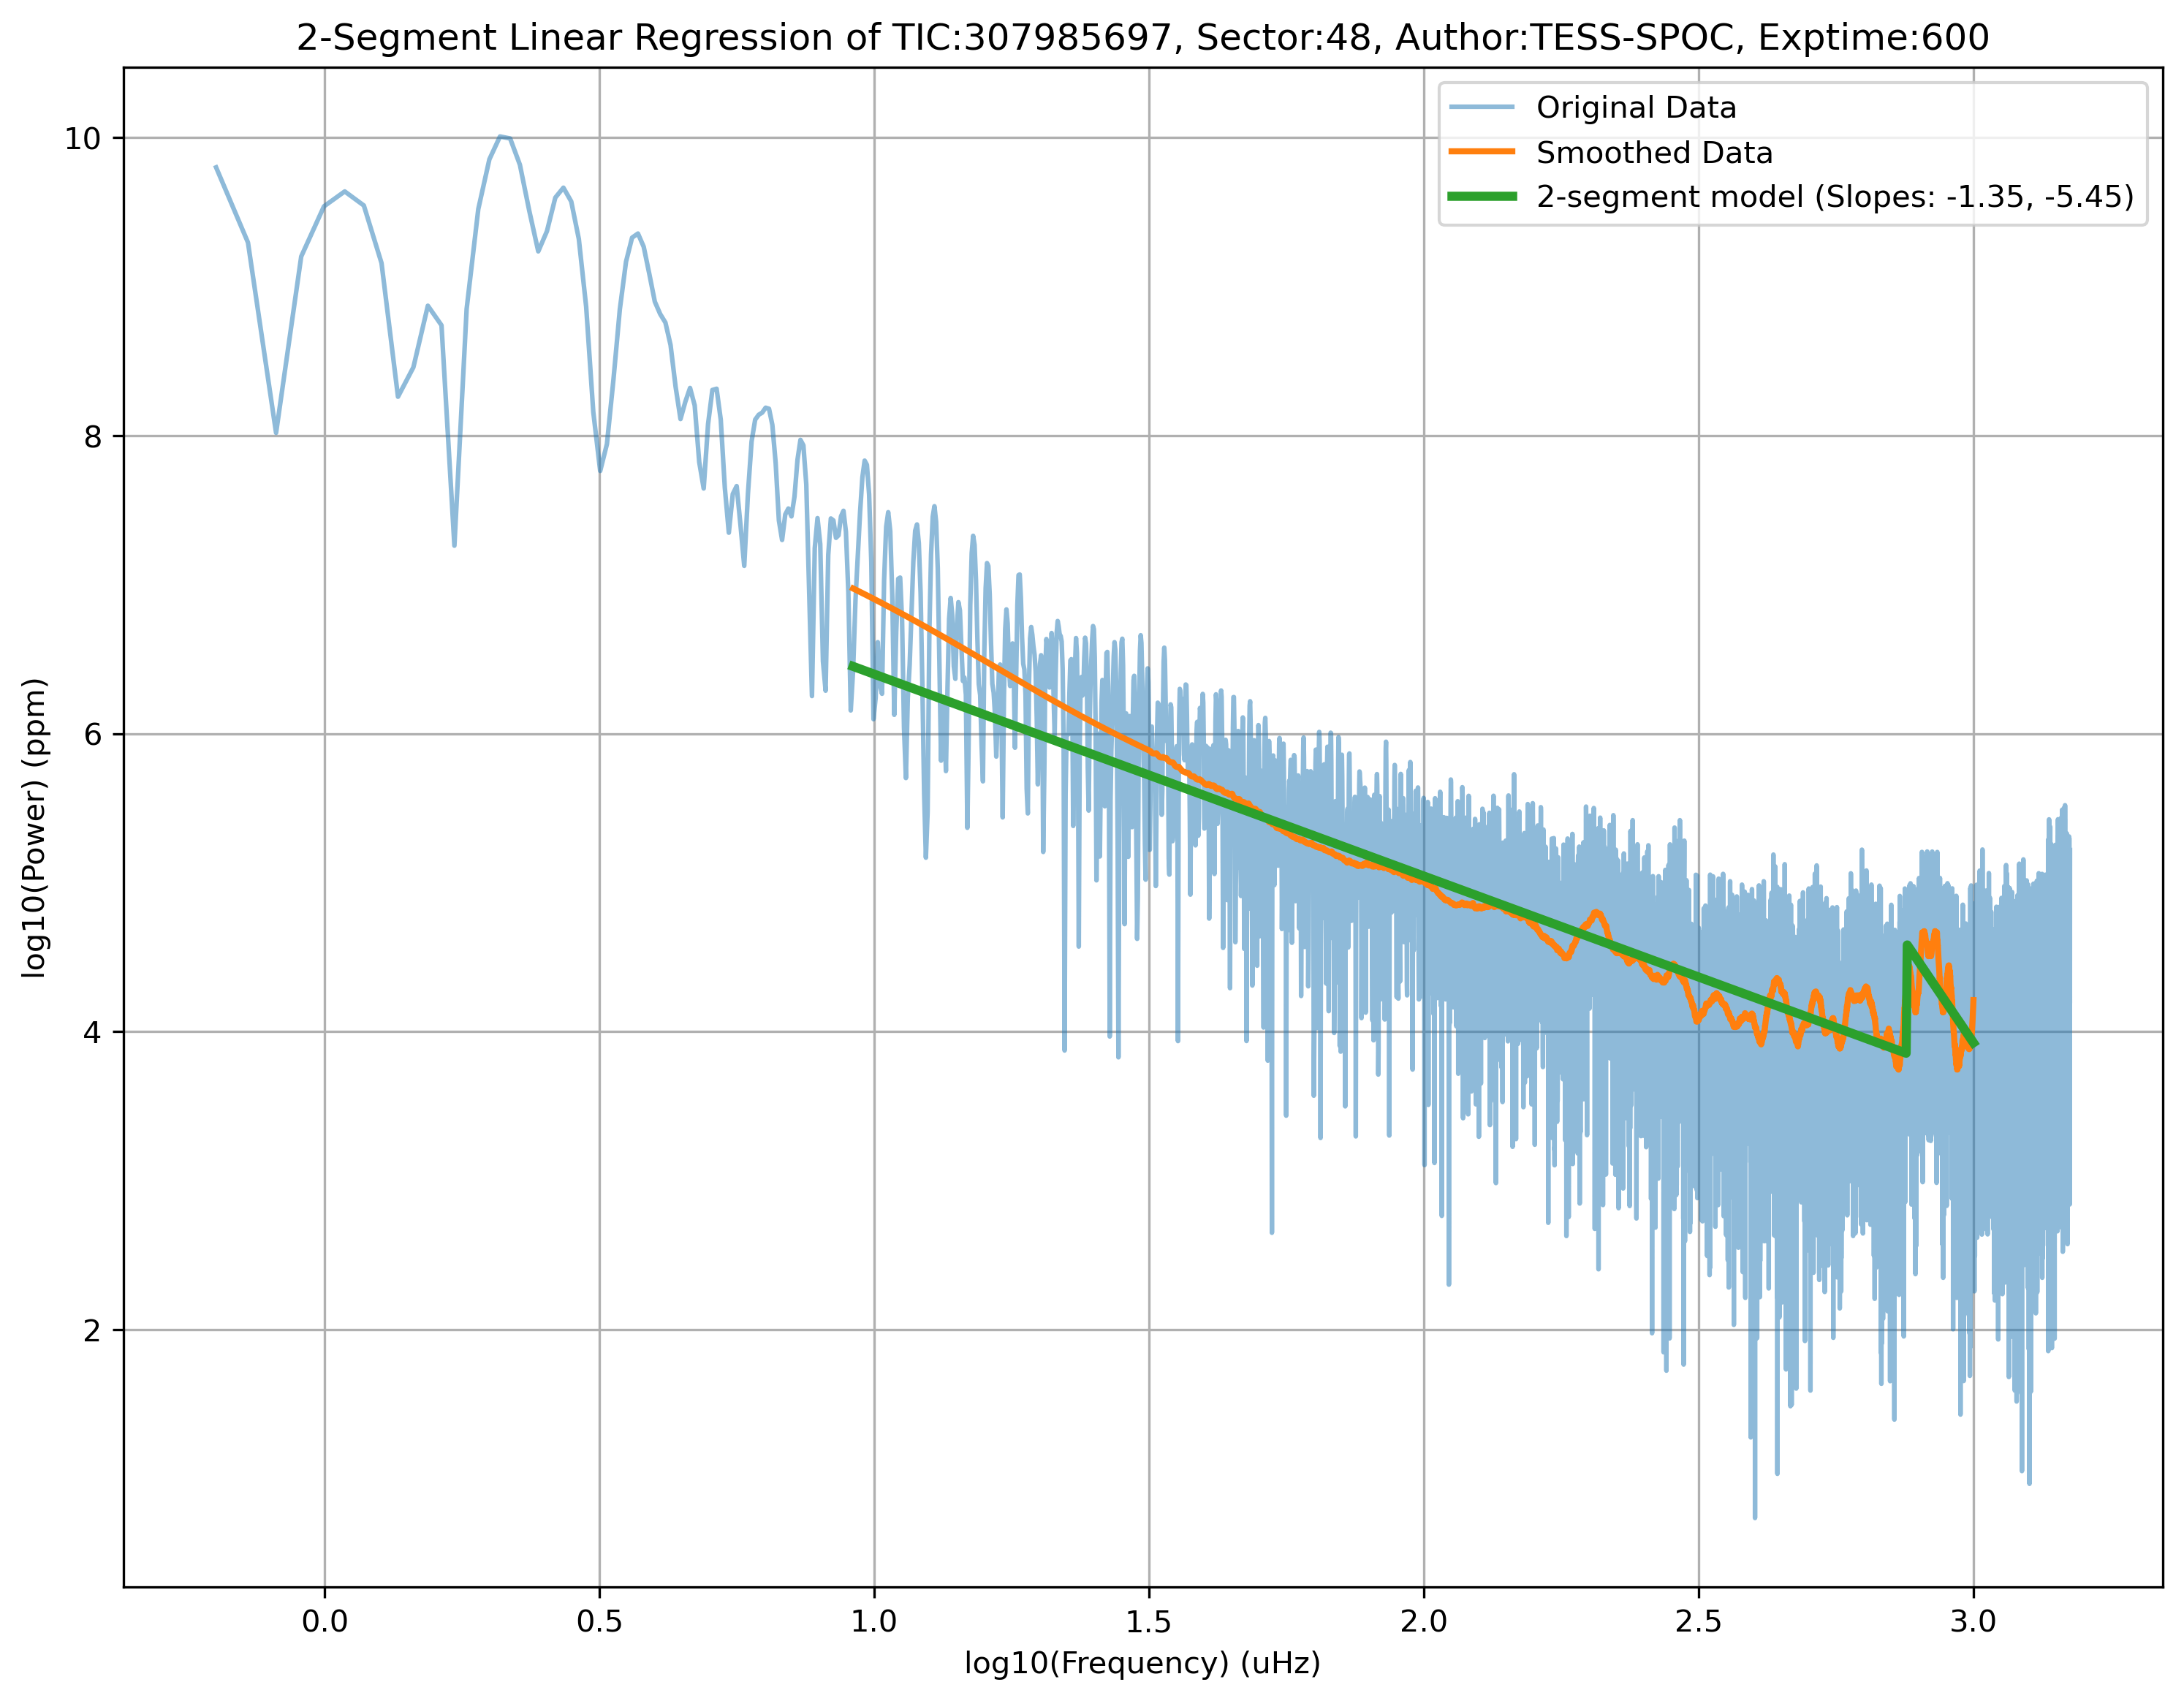 2-Segment Linear Regression of TIC:307985697, Sector:48, Author:TESS-SPOC, Exptime:600
Original Data
Smoothed Data
2-segment model (Slopes: -1.35, -5.45)
log10(Power) (ppm)
10
8
6
4
2
0.0 0.5 1.0 1.5 2.0 2.5 3.0
log10(Frequency) (uHz)